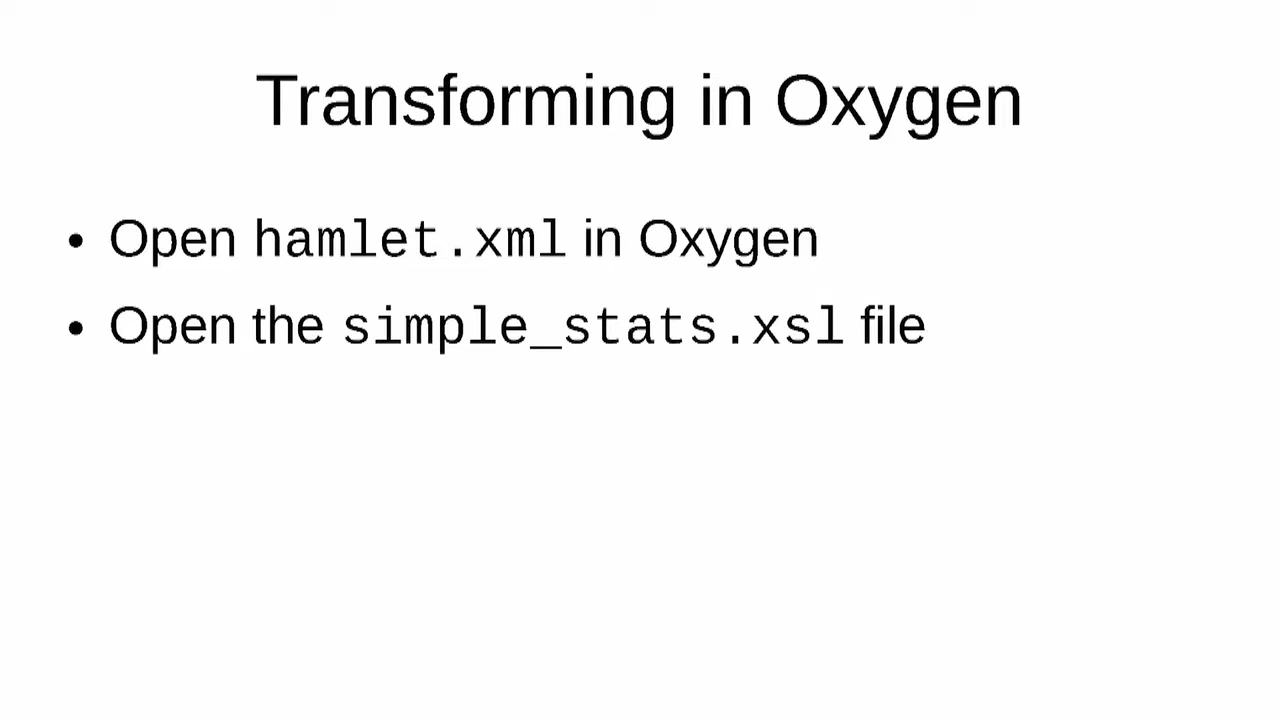 Transforming in Oxygen
• Open hamlet.xml in Oxygen
• Open the simple_stats.xsl file